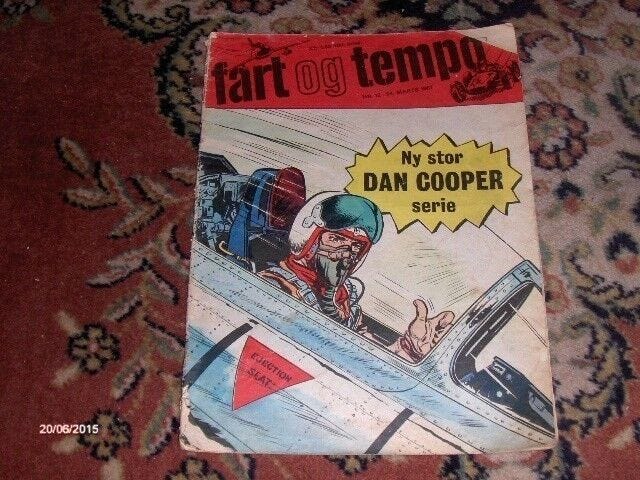 fart og tempo
Ny stor
DAN COOPER
serie
EJECTION
SEAT
20/06/2015